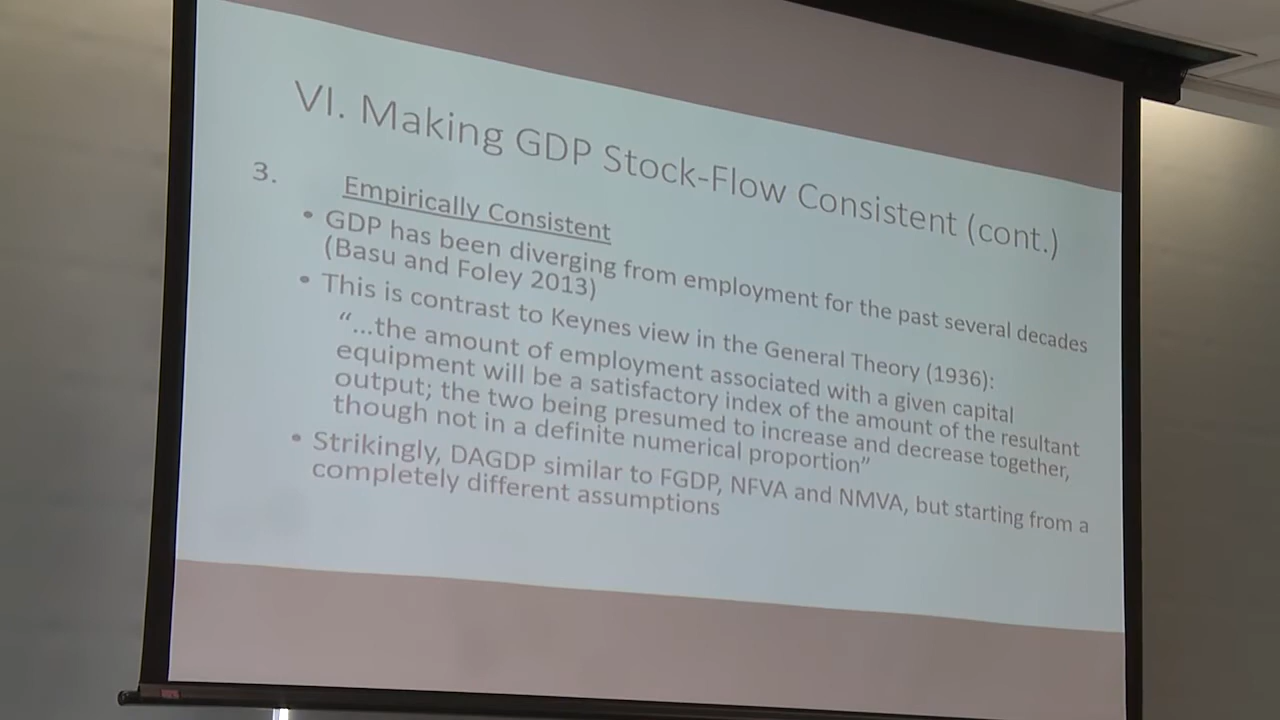 VI. Making GDP Stock-Flow Consistent (cont.)
3. Empirically Consistent
• GDP has been diverging from employment for the past several decades
(Basu and Foley 2013)
• This is contrast to Keynes view in the General Theory (1936):
“…the amount of employment associated with a given capital
equipment will be a satisfactory index of the amount of the resultant
output; the two being presumed to increase and decrease together,
though not in a definite numerical proportion”
• Strikingly, DAGDP similar to FGDP, NFVA and NMVA, but starting from a
completely different assumptions